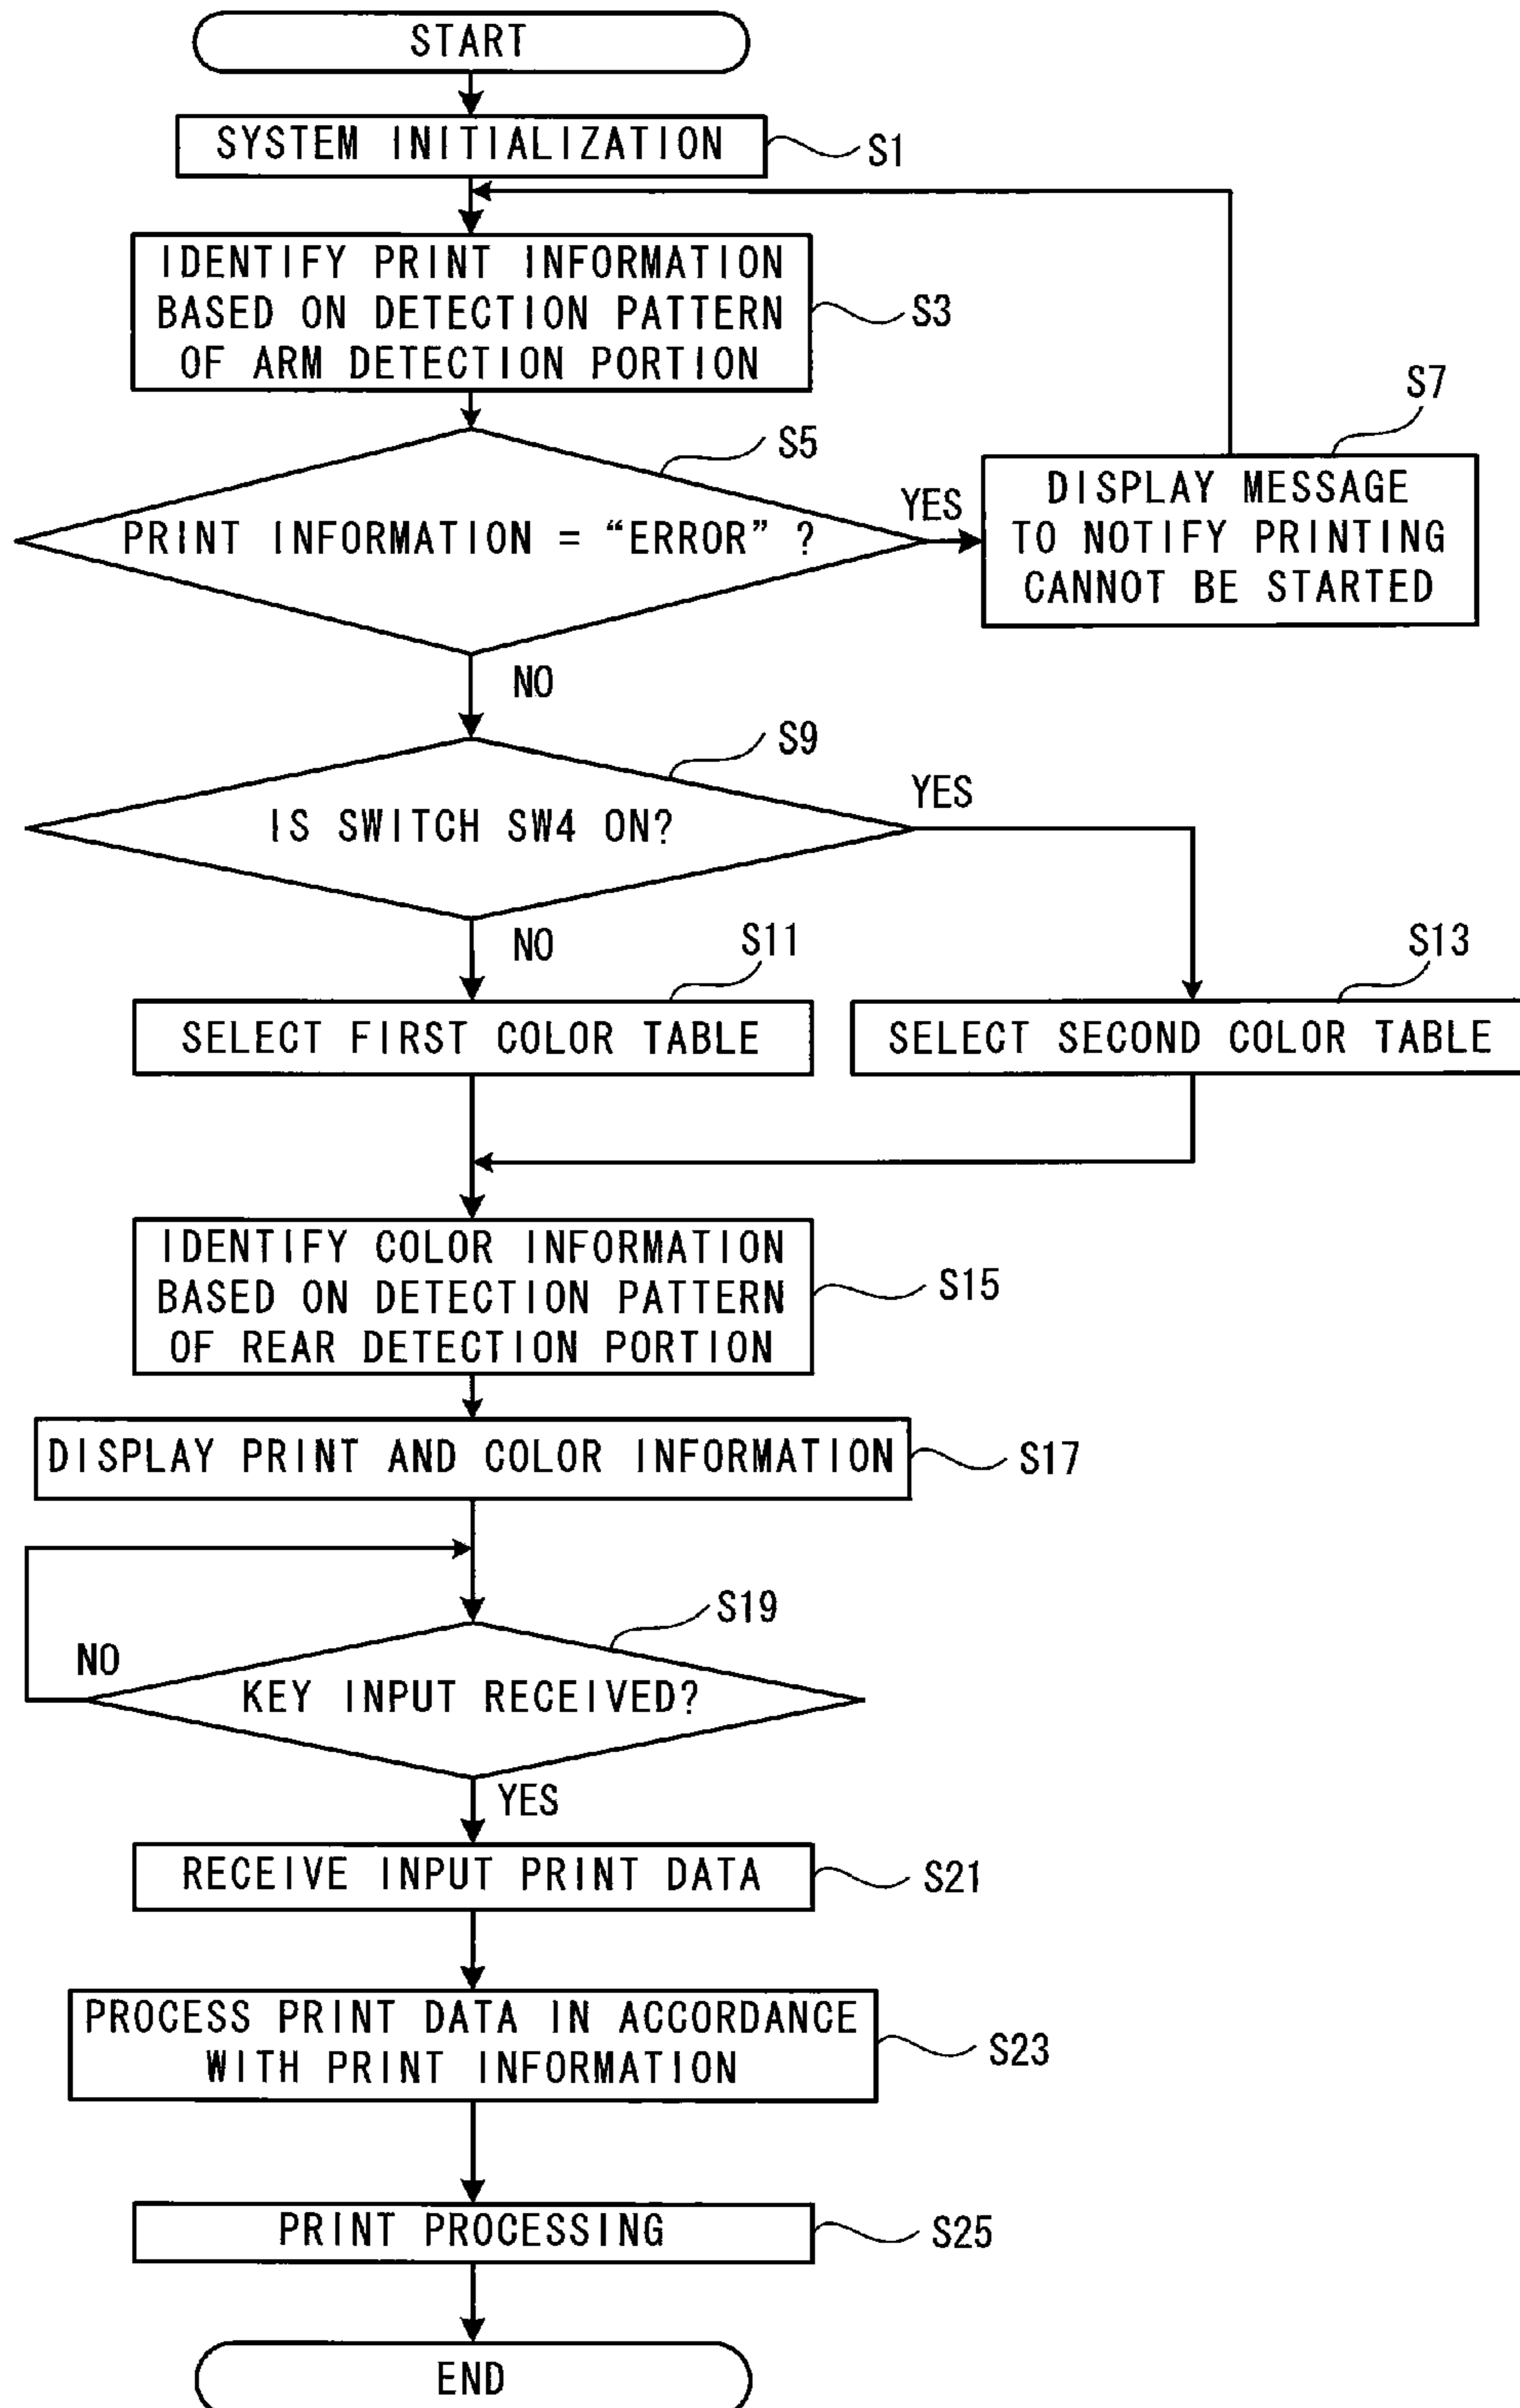 START
SYSTEM INITIALIZATION
S1
IDENTIFY PRINT INFORMATION
BASED ON DETECTION PATTERN
OF ARM DETECTION PORTION
S3
S7
S5
PRINT INFORMATION = “ERROR” ?
YES
DISPLAY MESSAGE
TO NOTIFY PRINTING
CANNOT BE STARTED
NO
S9
IS SWITCH SW4 ON?
YES
NO
S11
S13
SELECT FIRST COLOR TABLE
SELECT SECOND COLOR TABLE
IDENTIFY COLOR INFORMATION
BASED ON DETECTION PATTERN
OF REAR DETECTION PORTION
S15
DISPLAY PRINT AND COLOR INFORMATION
S17
S19
NO
KEY INPUT RECEIVED?
YES
RECEIVE INPUT PRINT DATA
S21
PROCESS PRINT DATA IN ACCORDANCE
WITH PRINT INFORMATION
S23
PRINT PROCESSING
S25
END